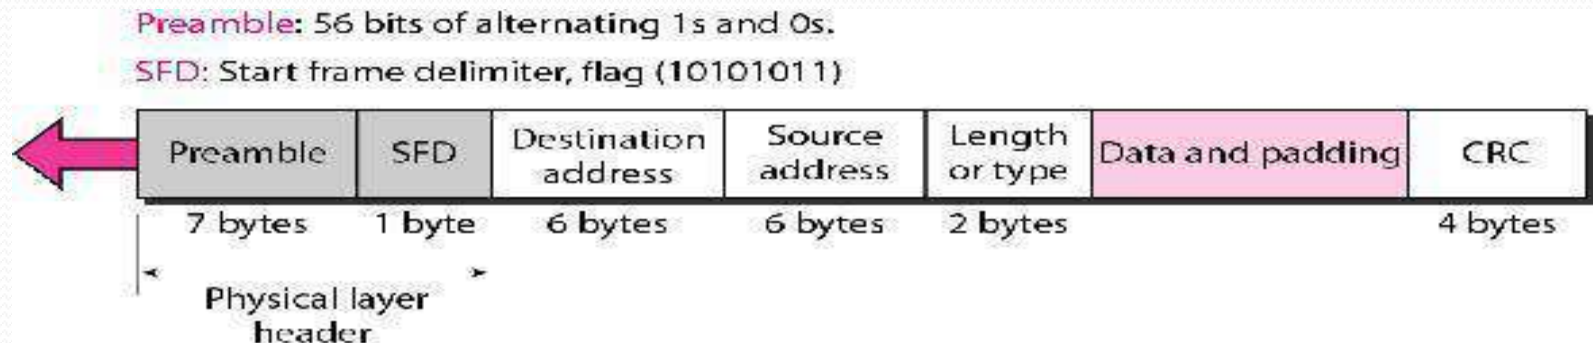 Preamble: 56 bits of alternating 1s and 0s.
SFD: Start frame delimiter, flag (10101011)
Preamble
SFD
Destination
address
Source
address
Length
or type
Data and padding
CRC
7 bytes
1 byte
6 bytes
6 bytes
2 bytes
4 bytes
Physical layer
header